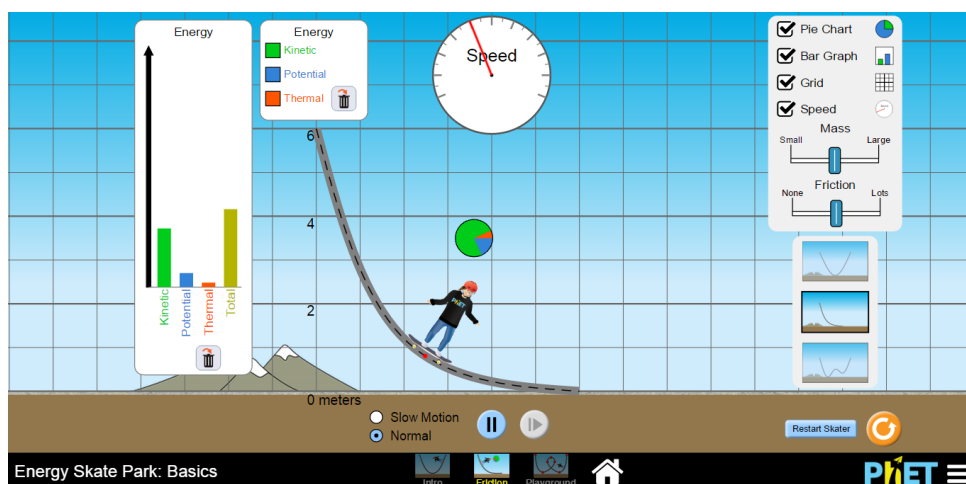 Energy
Kinetic
Potential
Thermal
Total
Energy
Kinetic
Potential
Thermal
Speed
Pie Chart
Bar Graph
Grid
Speed
Mass
Small
Large
Friction
None
Lots
6
4
2
0 meters
PhET
Slow Motion
Normal
Restart Skater
Energy Skate Park: Basics
Intro
Friction
Playground
PhET